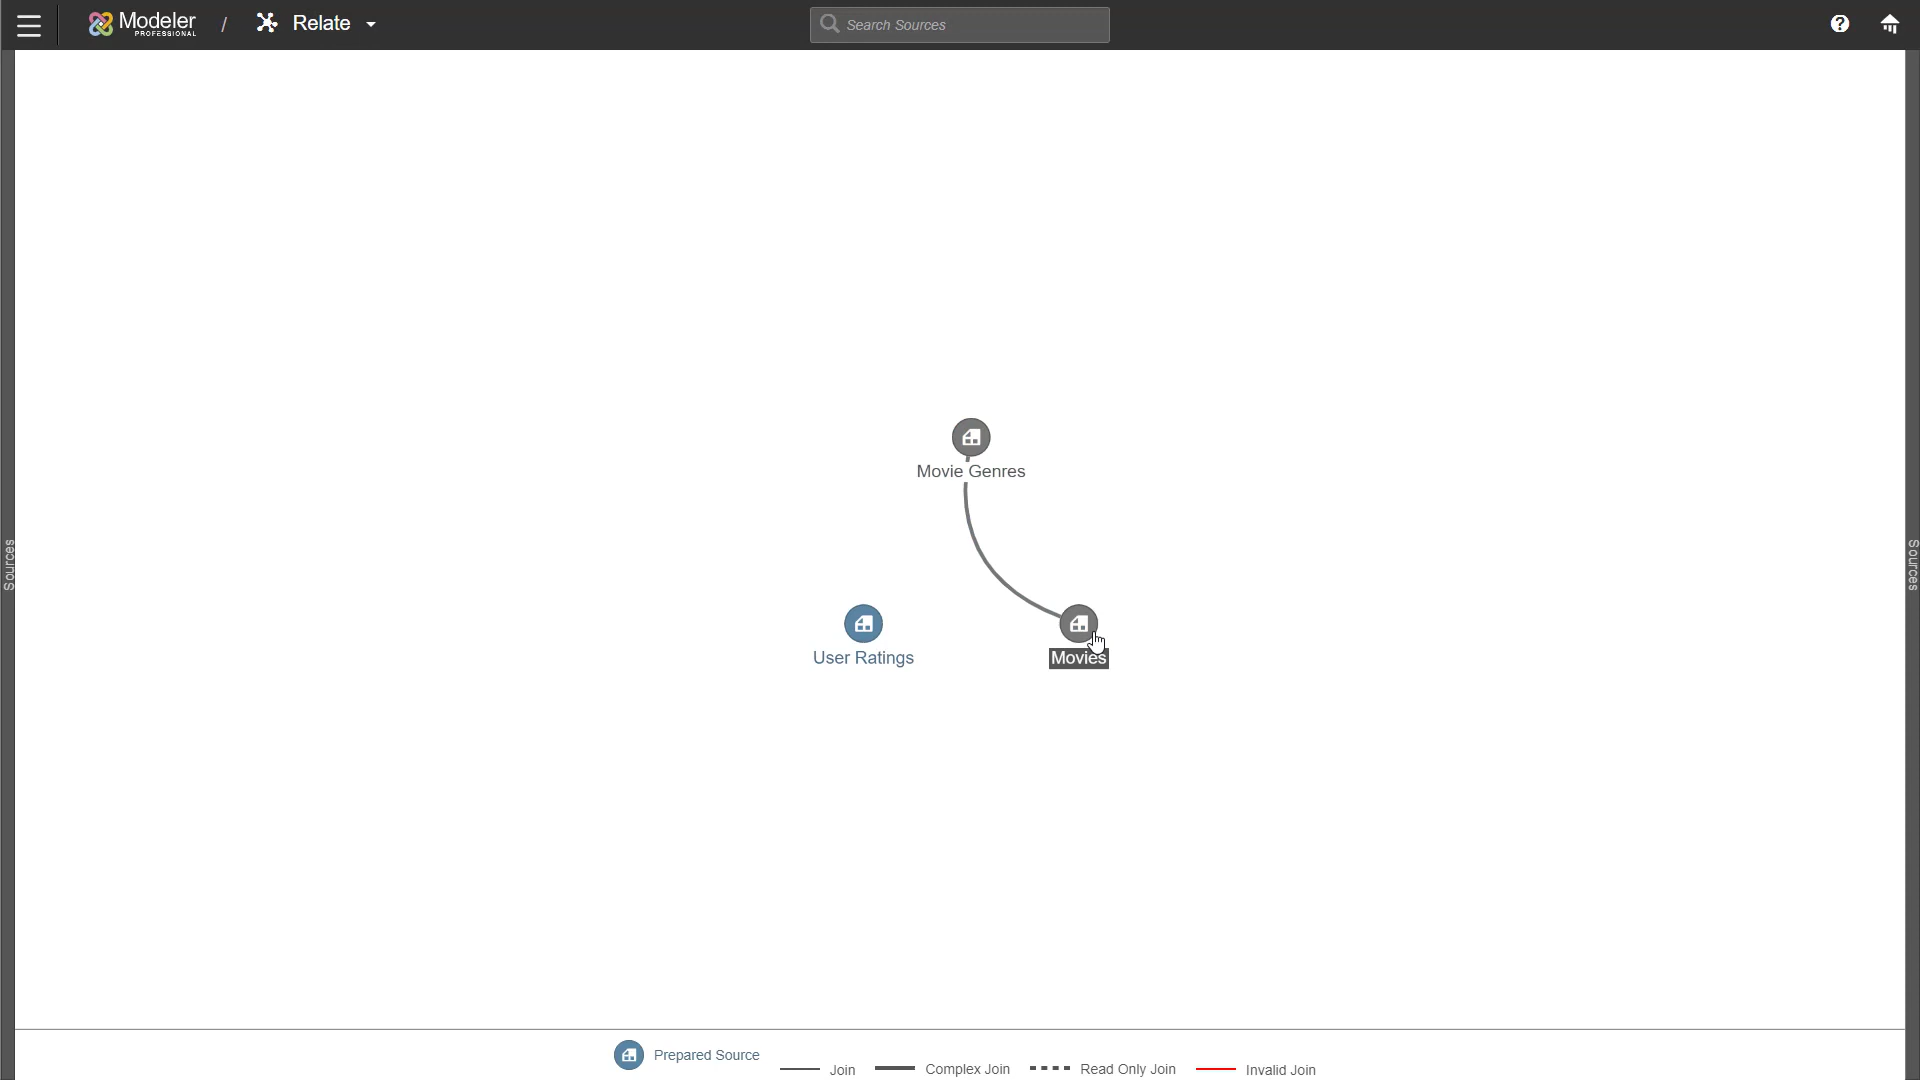 Modeler
PROFESSIONAL
/
Relate
Search Sources
Sources
Sources
Movie Genres
User Ratings
Movies
Prepared Source
Join
Complex Join
Read Only Join
Invalid Join